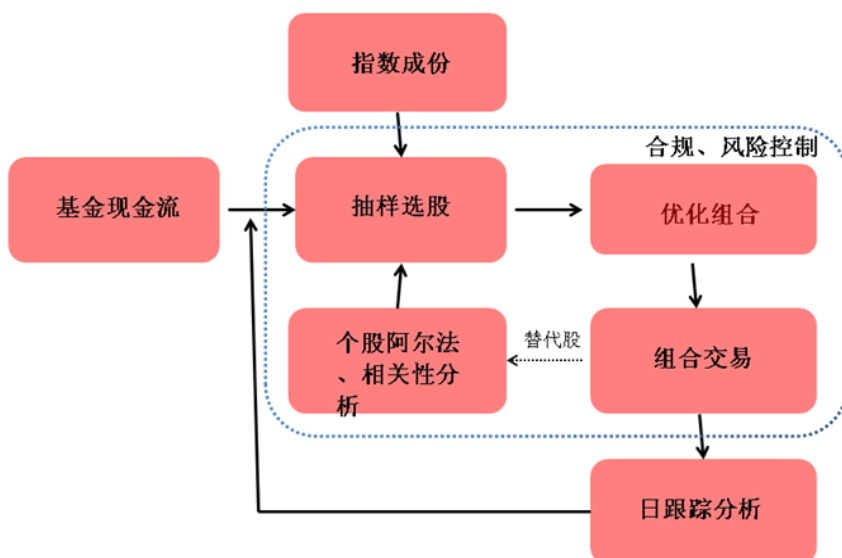 指数成份
合规、风险控制
基金现金流
抽样选股
优化组合
个股阿尔法
、相关性分
析
替代股
组合交易
日跟踪分析